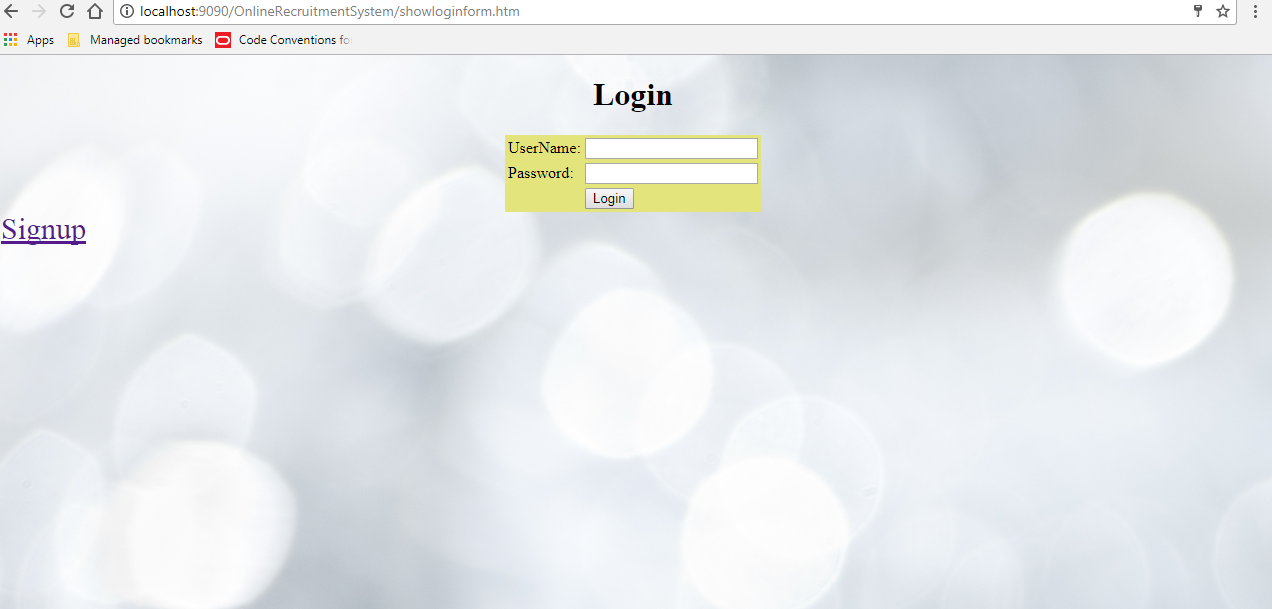 localhost:9090/OnlineRecruitmentSystem/showloginform.htm
Apps Managed bookmarks Code Conventions fo
Login
UserName:
Password:
Login
Signup